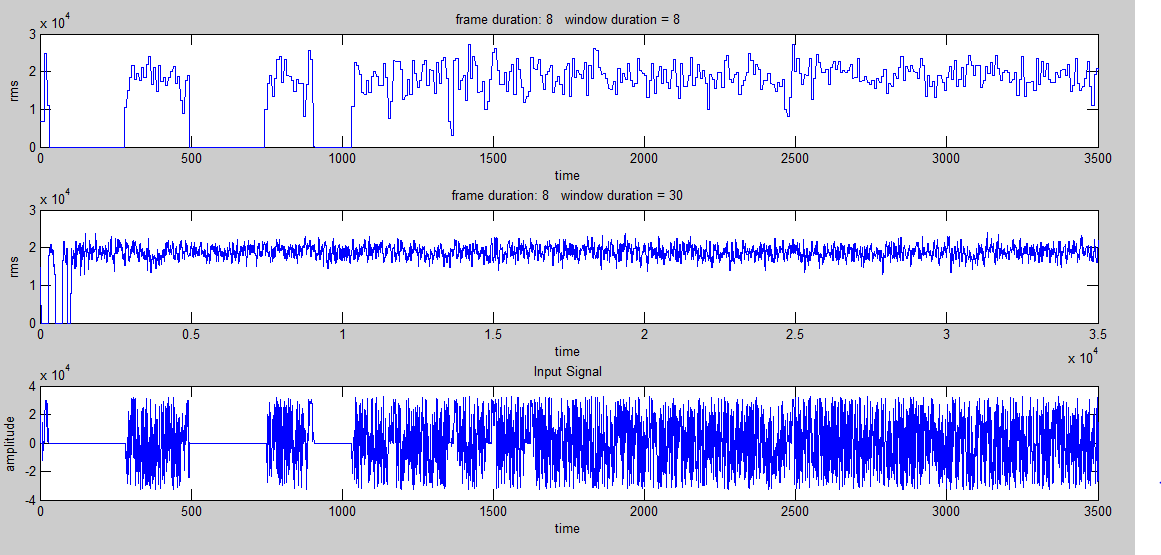 frame duration: 8   window duration = 8
x 10^4
3
2
1
0
rms
0 500 1000 1500 2000 2500 3000 3500
time
frame duration: 8   window duration = 30
x 10^4
3
2
1
0
rms
0 0.5 1 1.5 2 2.5 3 3.5
time
x 10^4
Input Signal
x 10^4
4
2
0
-2
-4
amplitude
0 500 1000 1500 2000 2500 3000 3500
time